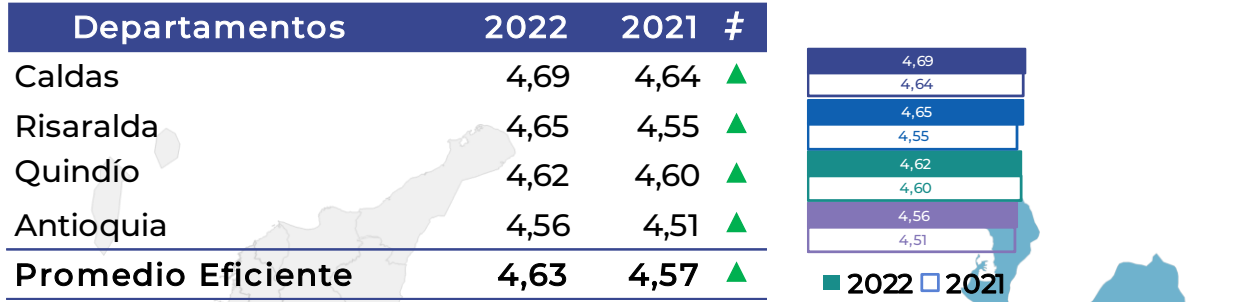 Departamentos 2022 2021 ≠
Caldas 4,69 4,64 ▲
Risaralda 4,65 4,55 ▲
Quindío 4,62 4,60 ▲
Antioquia 4,56 4,51 ▲
Promedio Eficiente 4,63 4,57 ▲
4,69
4,64
4,65
4,55
4,62
4,60
4,56
4,51
2022 2021